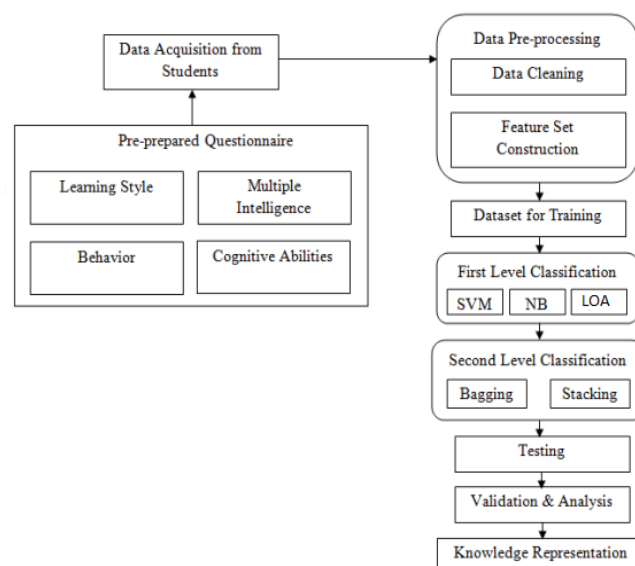 Data Acquisition from
Students
Pre-prepared Questionnaire
Learning Style
Multiple
Intelligence
Behavior
Cognitive Abilities
Data Pre-processing
Data Cleaning
Feature Set
Construction
Dataset for Training
First Level Classification
SVM
NB
LOA
Second Level Classification
Bagging
Stacking
Testing
Validation & Analysis
Knowledge Representation